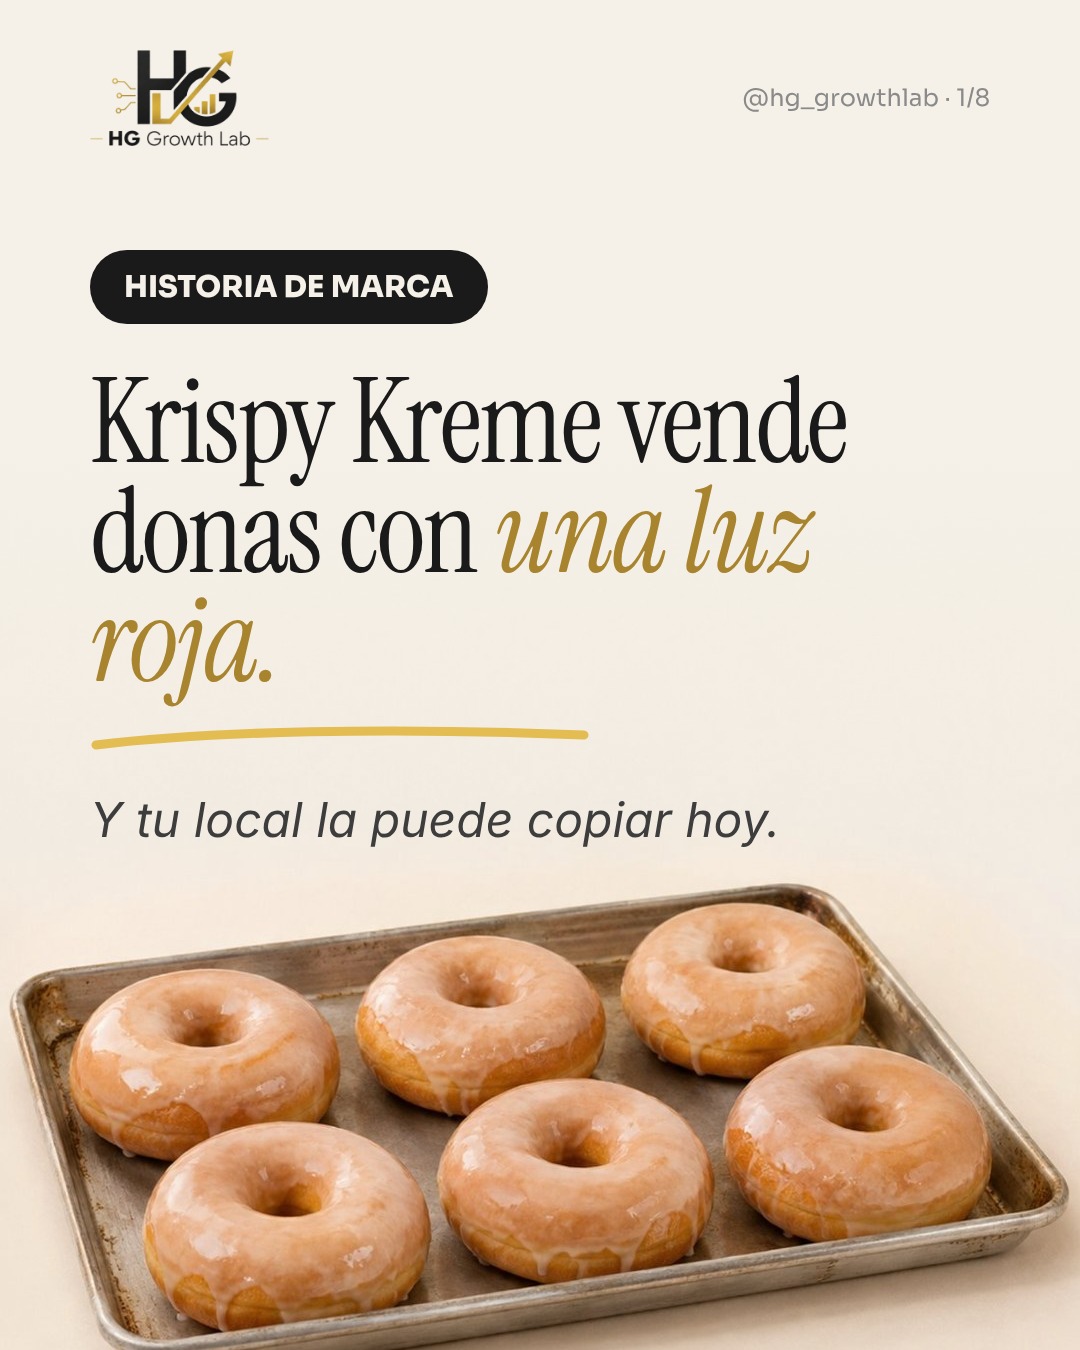 HG
HG Growth Lab
@hg_growthlab · 1/8
HISTORIA DE MARCA
Krispy Kreme vende
donas con una luz
roja.
Y tu local la puede copiar hoy.